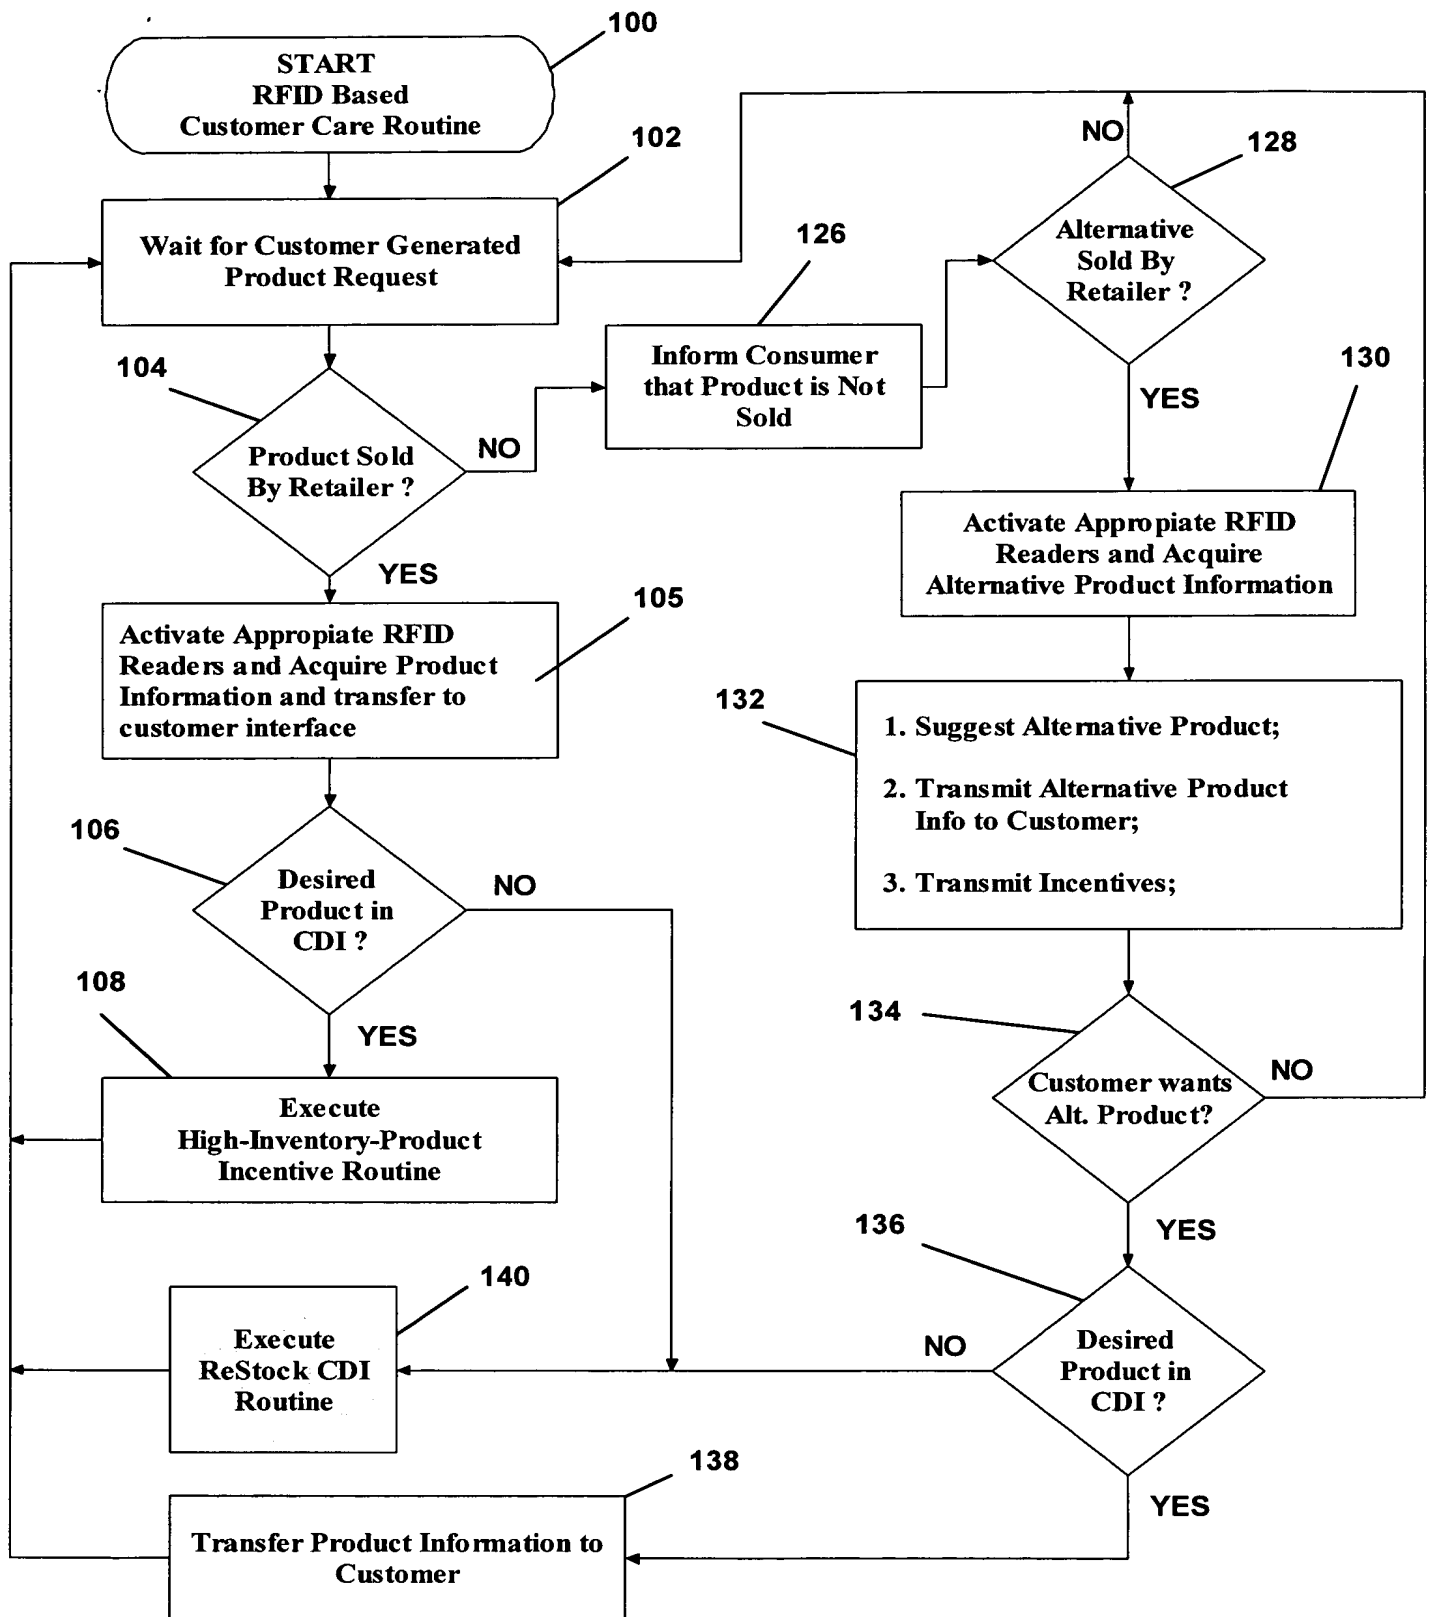 100
START
RFID Based
Customer Care Routine
102
Wait for Customer Generated
Product Request
104
Product Sold
By Retailer ?
NO
YES
126
Inform Consumer
that Product is Not
Sold
128
NO
Alternative
Sold By
Retailer ?
YES
130
Activate Appropiate RFID
Readers and Acquire
Alternative Product Information
105
Activate Appropiate RFID
Readers and Acquire Product
Information and transfer to
customer interface
132
1. Suggest Alternative Product;
2. Transmit Alternative Product
Info to Customer;
3. Transmit Incentives;
106
Desired
Product in
CDI ?
NO
YES
108
Execute
High-Inventory-Product
Incentive Routine
134
Customer wants
Alt. Product?
NO
YES
136
Desired
Product in
CDI ?
NO
YES
140
Execute
ReStock CDI
Routine
138
Transfer Product Information to
Customer